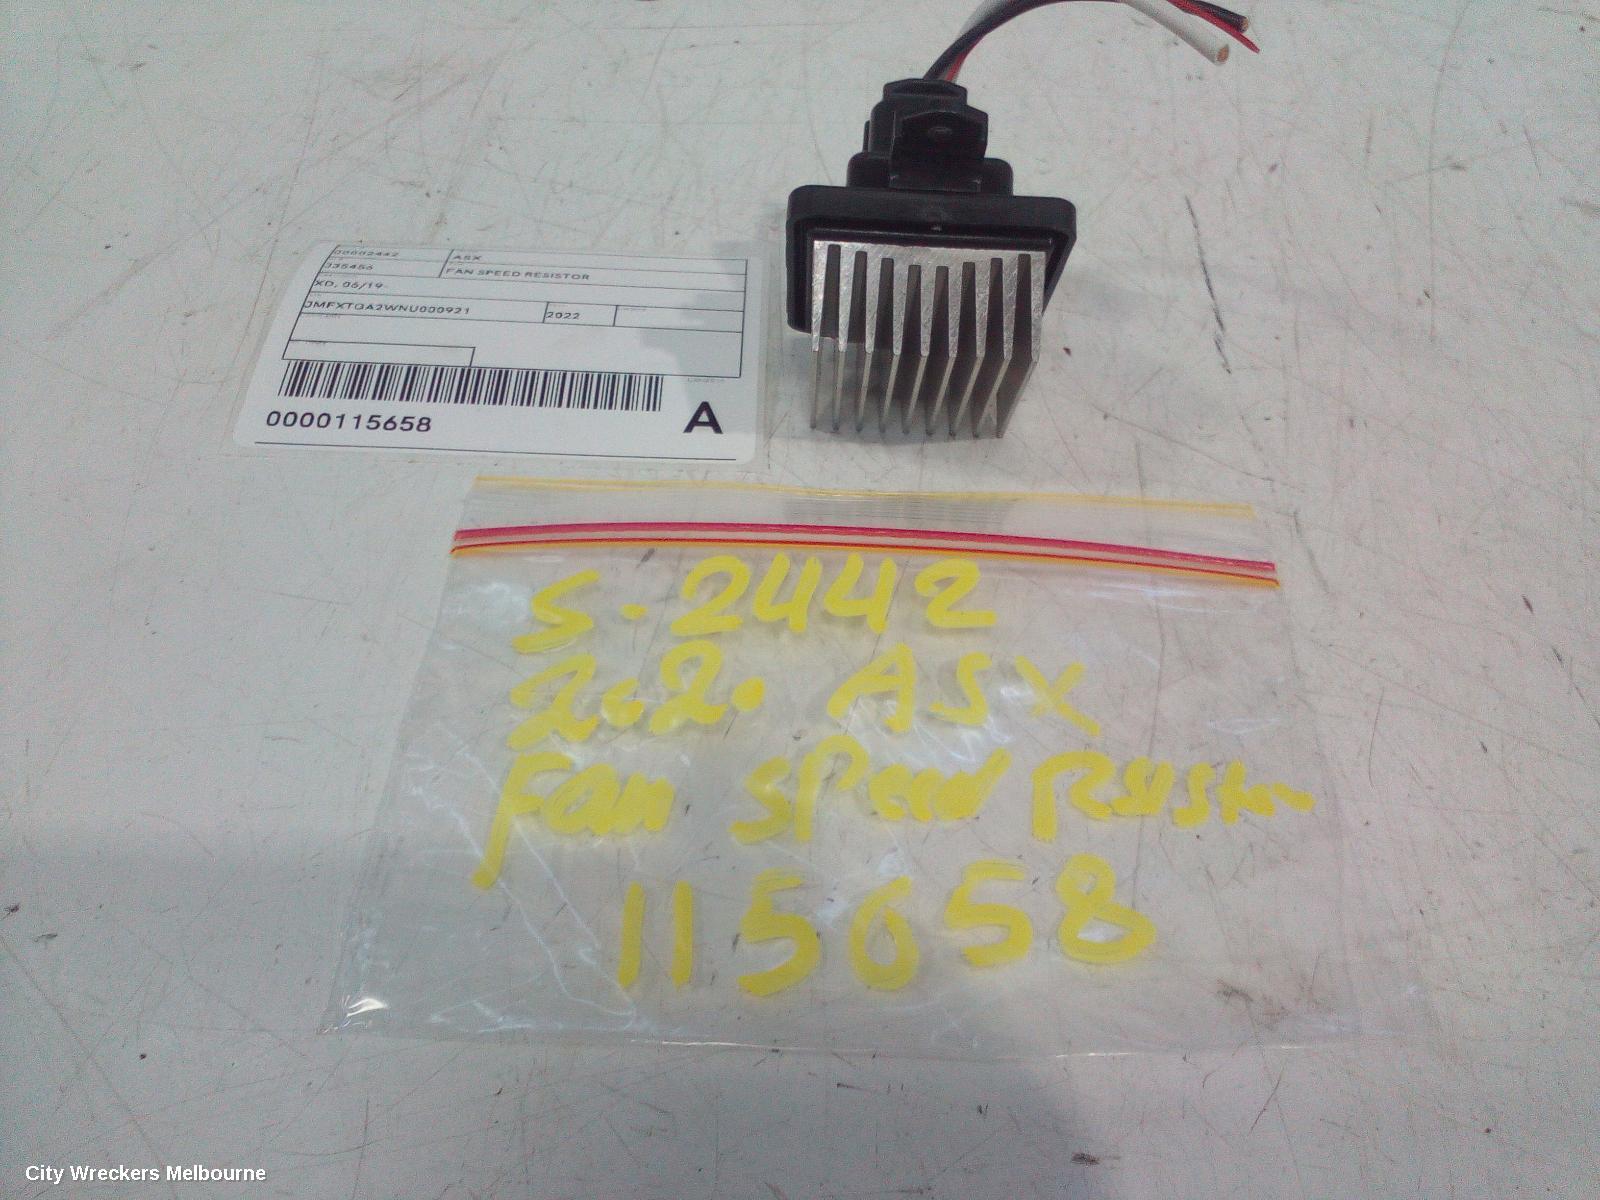 00002442 ASX
335456 FAN SPEED RESISTOR
XD, 06/19-
JMFXTGA2WNU000921 2022
0000115658 A
S-2442
2022 ASX
Fan Speed Resistor
115658
City Wreckers Melbourne